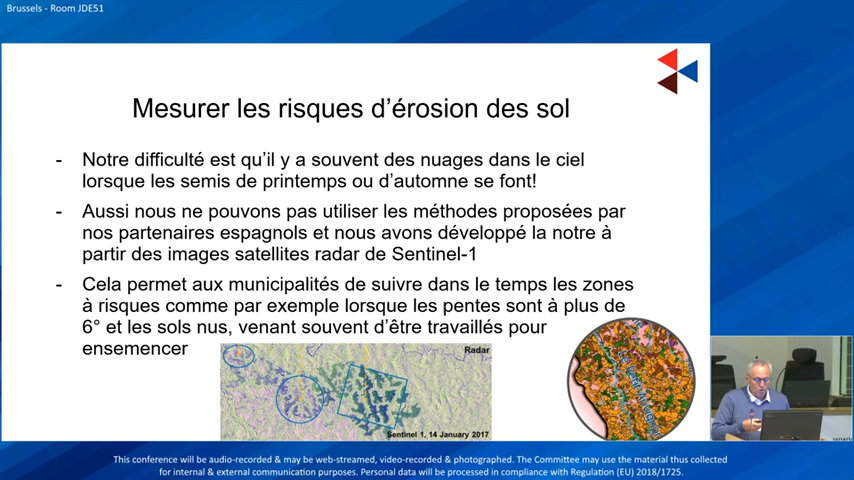 Brussels - Room JDE51
Mesurer les risques d'érosion des sol
- Notre difficulté est qu'il y a souvent des nuages dans le ciel
lorsque les semis de printemps ou d'automne se font!
- Aussi nous ne pouvons pas utiliser les méthodes proposées par
nos partenaires espagnols et nous avons développé la notre à
partir des images satellites radar de Sentinel-1
- Cela permet aux municipalités de suivre dans le temps les zones
à risques comme par exemple lorsque les pentes sont à plus de
6° et les sols nus, venant souvent d'être travaillés pour
ensemencer
Radar
Sentinel 1, 14 January 2017
This conference will be audio-recorded & may be web-streamed, video-recorded & photographed. The Committee may use the material thus collected
for internal & external communication purposes. Personal data will be processed in compliance with Regulation (EU) 2018/1725.